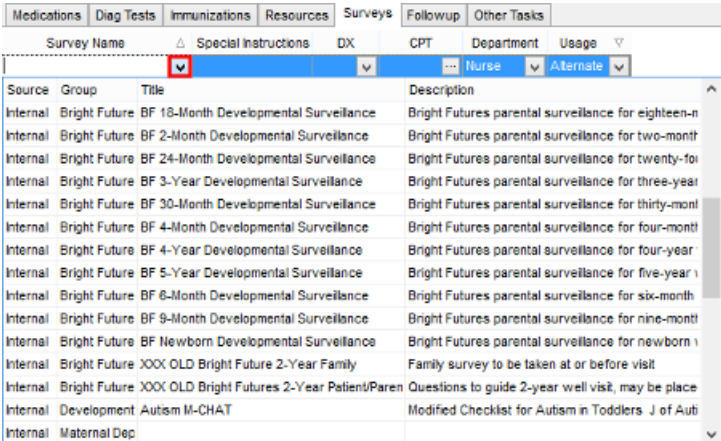 Medications Diag Tests Immunizations Resources Surveys Followup Other Tasks
Survey Name Special Instructions DX CPT Department Usage
... Nurse Alternate
Source Group Title Description
Internal Bright Future BF 18-Month Developmental Surveillance Bright Futures parental surveillance for eighteen-m
Internal Bright Future BF 2-Month Developmental Surveillance Bright Futures parental surveillance for two-month
Internal Bright Future BF 24-Month Developmental Surveillance Bright Futures parental surveillance for twenty-fou
Internal Bright Future BF 3-Year Developmental Surveillance Bright Futures parental surveillance for three-year
Internal Bright Future BF 30-Month Developmental Surveillance Bright Futures parental surveillance for thirty-mont
Internal Bright Future BF 4-Month Developmental Surveillance Bright Futures parental surveillance for four-month
Internal Bright Future BF 4-Year Developmental Surveillance Bright Futures parental surveillance for four-year
Internal Bright Future BF 5-Year Developmental Surveillance Bright Futures parental surveillance for five-year v
Internal Bright Future BF 6-Month Developmental Surveillance Bright Futures parental surveillance for six-month
Internal Bright Future BF 9-Month Developmental Surveillance Bright Futures parental surveillance for nine-month
Internal Bright Future BF Newborn Developmental Surveillance Bright Futures parental surveillance for newborn v
Internal Bright Future XXX OLD Bright Future 2-Year Family Family survey to be taken at or before visit
Internal Bright Future XXX OLD Bright Futures 2-Year Patient/Paren Questions to guide 2-year well visit, may be place
Internal Development Autism M-CHAT Modified Checklist for Autism in Toddlers J of Auti
Internal Maternal Dep